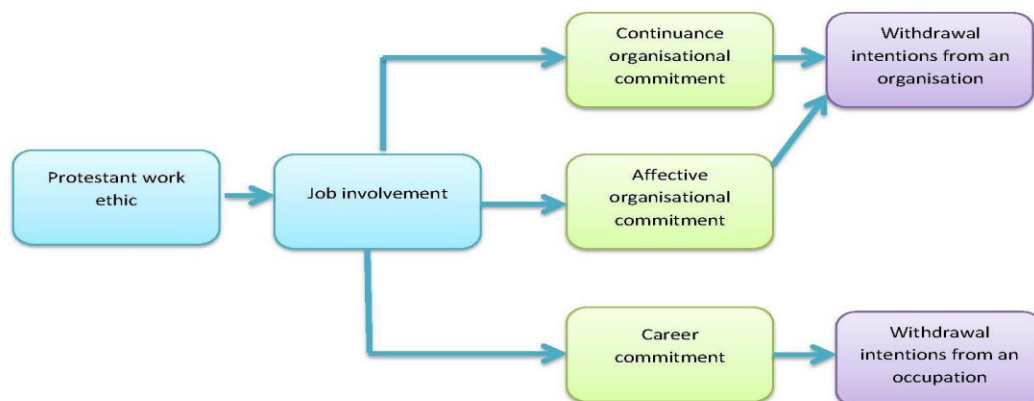 Continuance
organisational
commitment
Withdrawal
intentions from an
organisation
Protestant work
ethic
Job involvement
Affective
organisational
commitment
Career
commitment
Withdrawal
intentions from an
occupation